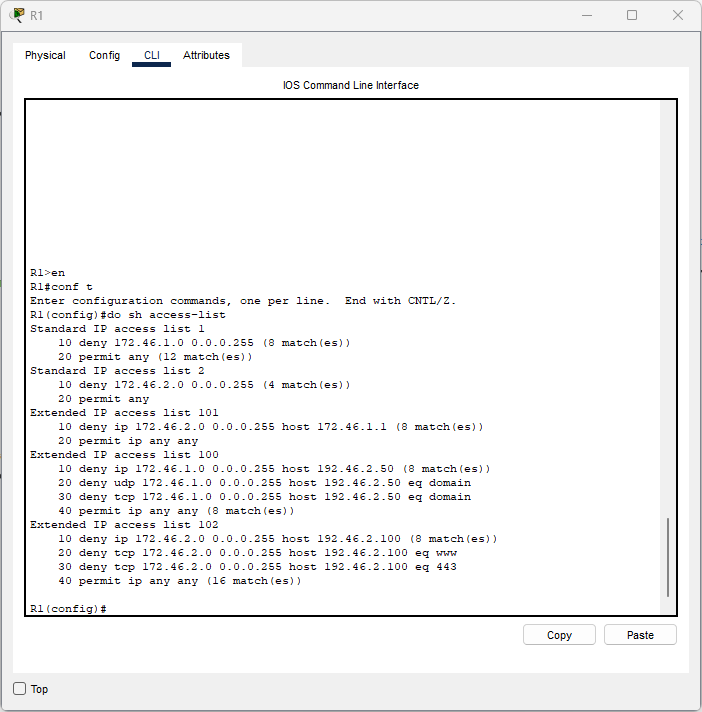 R1
Physical Config CLI Attributes
IOS Command Line Interface
R1>en
R1#conf t
Enter configuration commands, one per line.  End with CNTL/Z.
R1(config)#do sh access-list
Standard IP access list 1
    10 deny 172.46.1.0 0.0.0.255 (8 match(es))
    20 permit any (12 match(es))
Standard IP access list 2
    10 deny 172.46.2.0 0.0.0.255 (4 match(es))
    20 permit any
Extended IP access list 101
    10 deny ip 172.46.2.0 0.0.0.255 host 172.46.1.1 (8 match(es))
    20 permit ip any any
Extended IP access list 100
    10 deny ip 172.46.1.0 0.0.0.255 host 192.46.2.50 (8 match(es))
    20 deny udp 172.46.1.0 0.0.0.255 host 192.46.2.50 eq domain
    30 deny tcp 172.46.1.0 0.0.0.255 host 192.46.2.50 eq domain
    40 permit ip any any (8 match(es))
Extended IP access list 102
    10 deny ip 172.46.2.0 0.0.0.255 host 192.46.2.100 (8 match(es))
    20 deny tcp 172.46.2.0 0.0.0.255 host 192.46.2.100 eq www
    30 deny tcp 172.46.2.0 0.0.0.255 host 192.46.2.100 eq 443
    40 permit ip any any (16 match(es))
R1(config)#
Copy Paste
Top